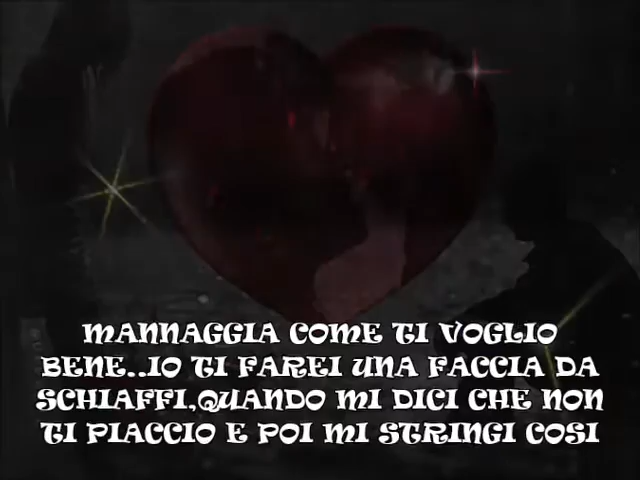 MANNAGGIA COME TI VOGLIO
BENE..IO TI FAREI UNA FACCIA DA
SCHIAFFI,QUANDO MI DICI CHE NON
TI PIACCIO E POI MI STRINGI COSI